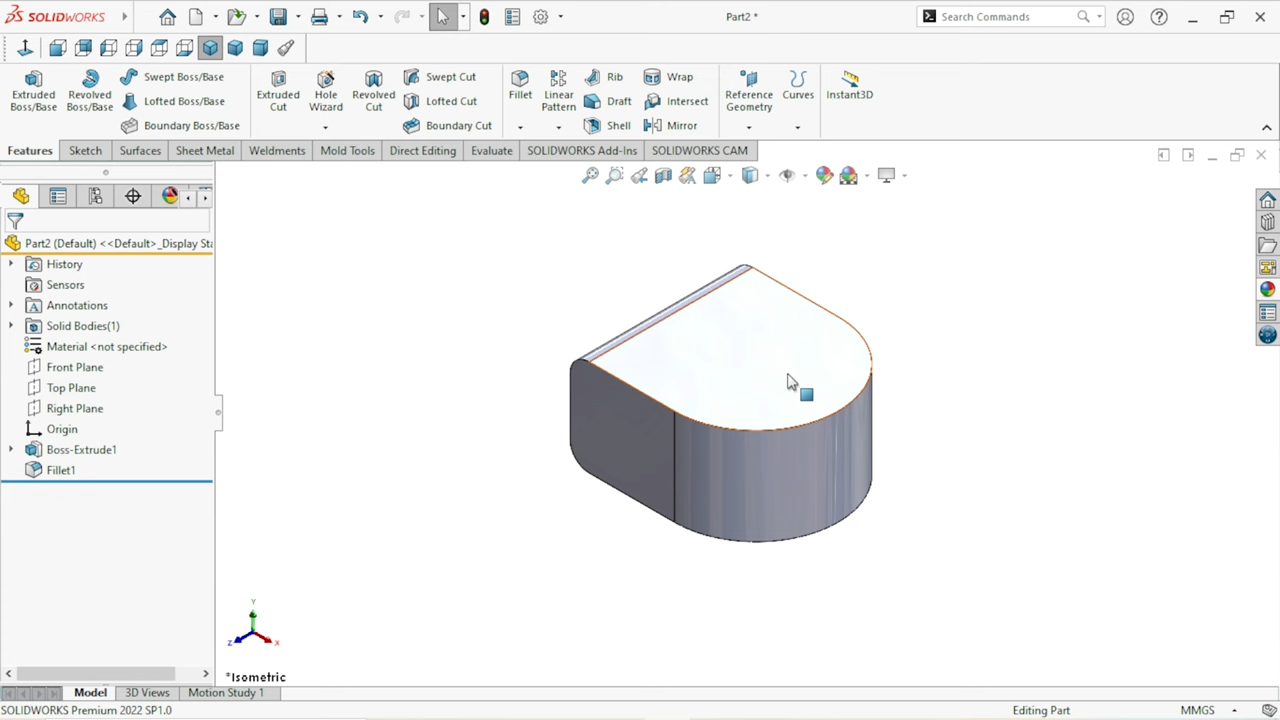 SOLIDWORKS
Part2 *
Search Commands
Extruded Boss/Base
Revolved Boss/Base
Swept Boss/Base
Lofted Boss/Base
Boundary Boss/Base
Extruded Cut
Hole Wizard
Revolved Cut
Swept Cut
Lofted Cut
Boundary Cut
Fillet
Linear Pattern
Rib
Draft
Shell
Wrap
Intersect
Mirror
Reference Geometry
Curves
Instant3D
Features
Sketch
Surfaces
Sheet Metal
Weldments
Mold Tools
Direct Editing
Evaluate
SOLIDWORKS Add-Ins
SOLIDWORKS CAM
Part2 (Default) <<Default>_Display Sta
History
Sensors
Annotations
Solid Bodies(1)
Material <not specified>
Front Plane
Top Plane
Right Plane
Origin
Boss-Extrude1
Fillet1
Y
Z
X
*Isometric
Model
3D Views
Motion Study 1
SOLIDWORKS Premium 2022 SP1.0
Editing Part
MMGS